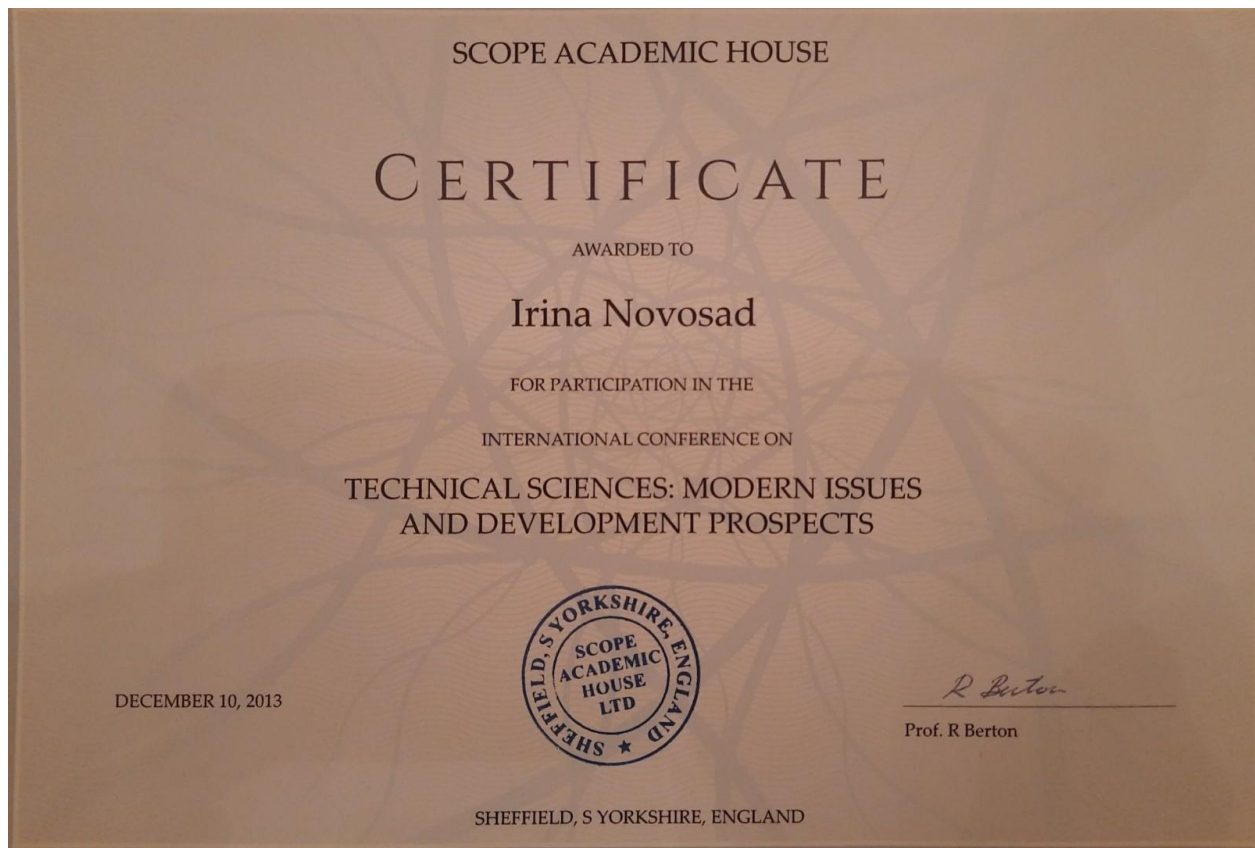 SCOPE ACADEMIC HOUSE
CERTIFICATE
AWARDED TO
Irina Novosad
FOR PARTICIPATION IN THE
INTERNATIONAL CONFERENCE ON
TECHNICAL SCIENCES: MODERN ISSUES
AND DEVELOPMENT PROSPECTS
SHEFFIELD, S YORKSHIRE, ENGLAND ★
SCOPE
ACADEMIC
HOUSE
LTD
DECEMBER 10, 2013
R Berton
Prof. R Berton
SHEFFIELD, S YORKSHIRE, ENGLAND